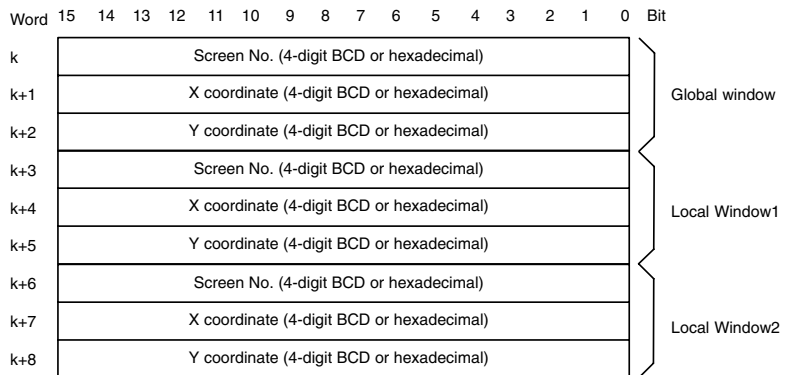 Word 15 14 13 12 11 10 9 8 7 6 5 4 3 2 1 0 Bit
k Screen No. (4-digit BCD or hexadecimal)
k+1 X coordinate (4-digit BCD or hexadecimal) Global window
k+2 Y coordinate (4-digit BCD or hexadecimal)
k+3 Screen No. (4-digit BCD or hexadecimal)
k+4 X coordinate (4-digit BCD or hexadecimal) Local Window1
k+5 Y coordinate (4-digit BCD or hexadecimal)
k+6 Screen No. (4-digit BCD or hexadecimal)
k+7 X coordinate (4-digit BCD or hexadecimal) Local Window2
k+8 Y coordinate (4-digit BCD or hexadecimal)